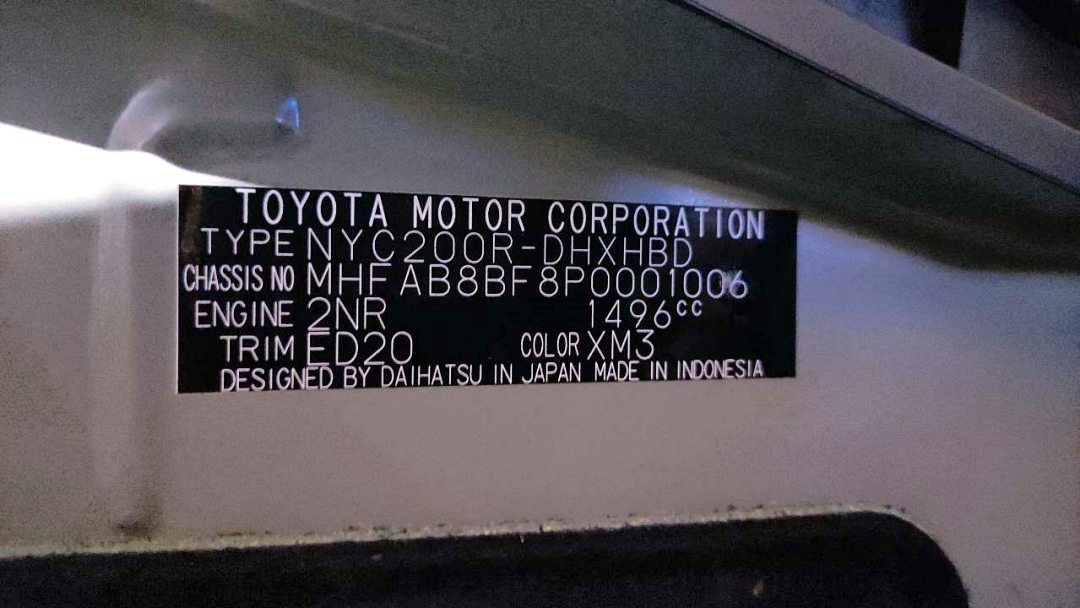 TOYOTA MOTOR CORPORATION
TYPE NYC200R-DHXHBD
CHASSIS NO MHFAB8BF8P0001006
ENGINE 2NR 1496cc
TRIM ED20 COLOR XM3
DESIGNED BY DAIHATSU IN JAPAN MADE IN INDONESIA